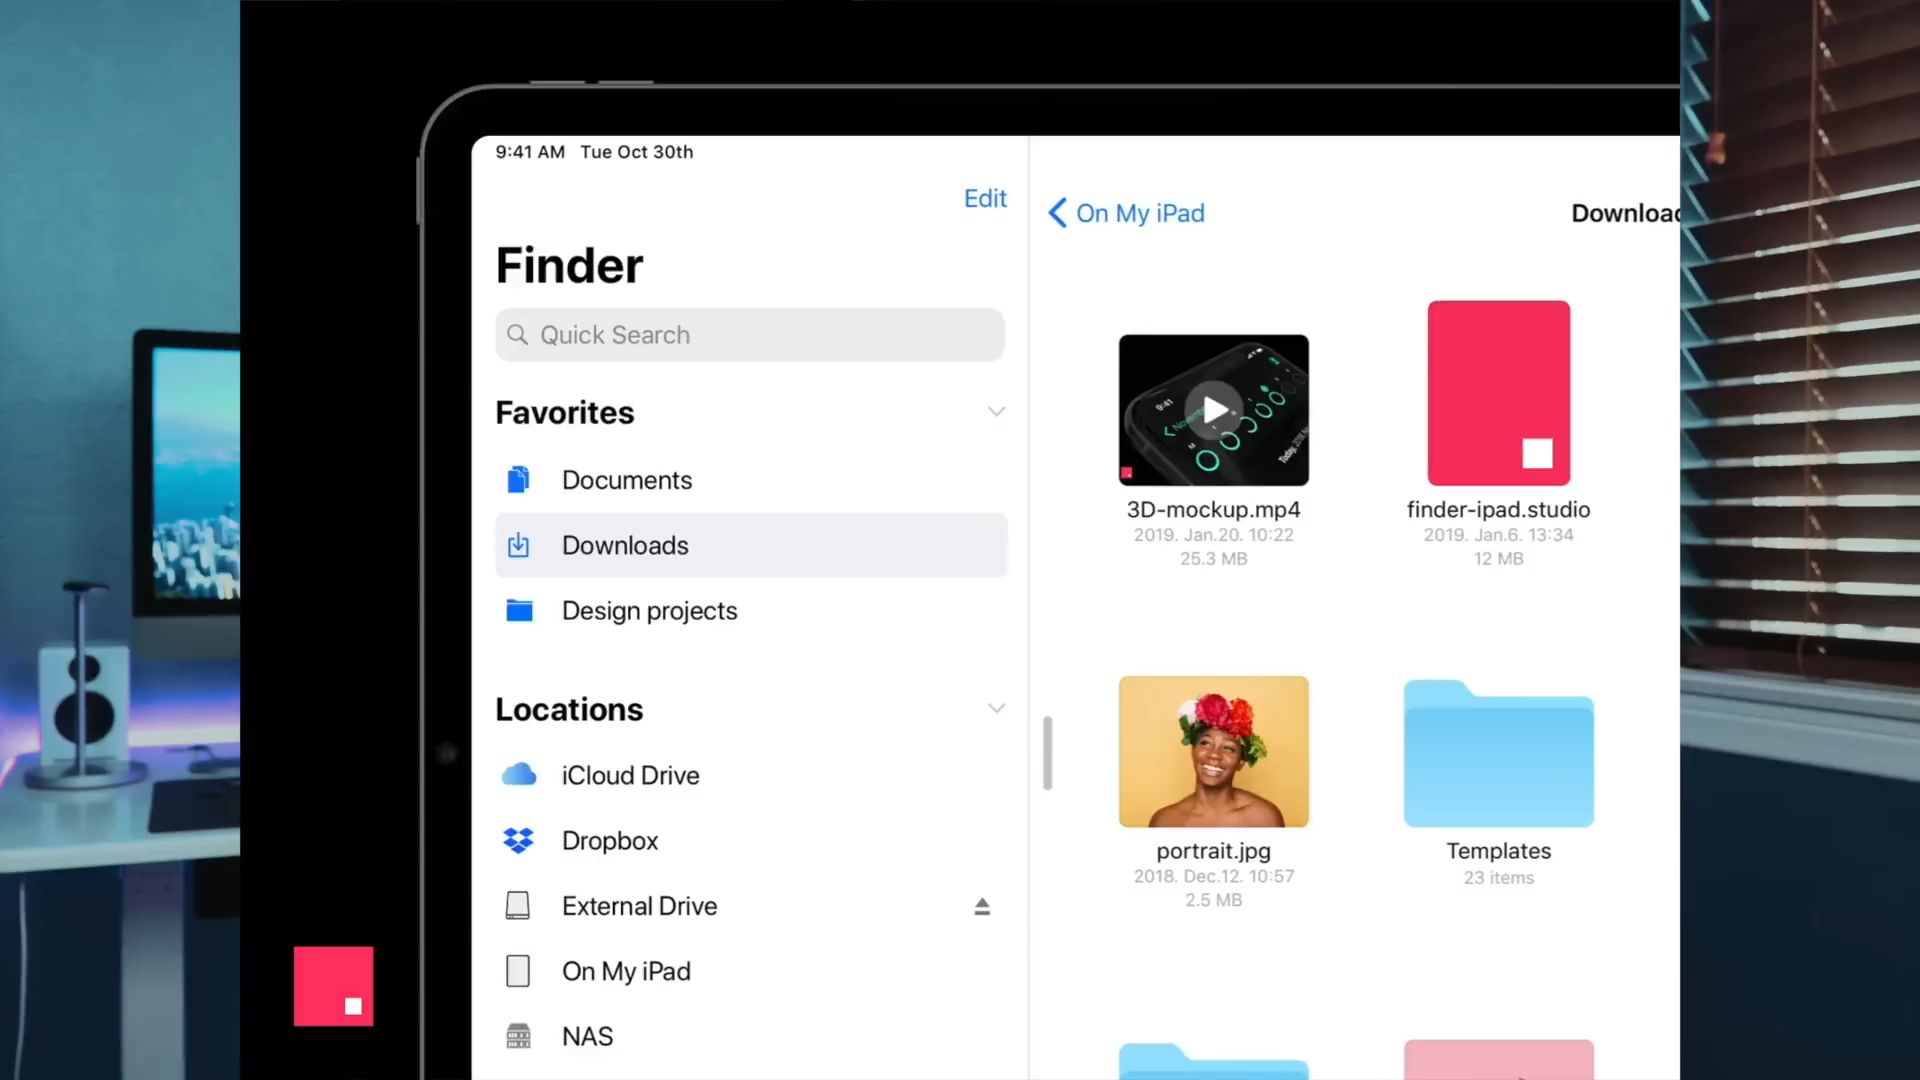 9:41 AM Tue Oct 30th
Edit
Finder
Quick Search
Favorites
Documents
Downloads
Design projects
Locations
iCloud Drive
Dropbox
External Drive
On My iPad
NAS
On My iPad
3D-mockup.mp4
2019. Jan.20. 10:22
25.3 MB
finder-ipad.studio
2019. Jan.6. 13:34
12 MB
portrait.jpg
2018. Dec.12. 10:57
2.5 MB
Templates
23 items
9:41